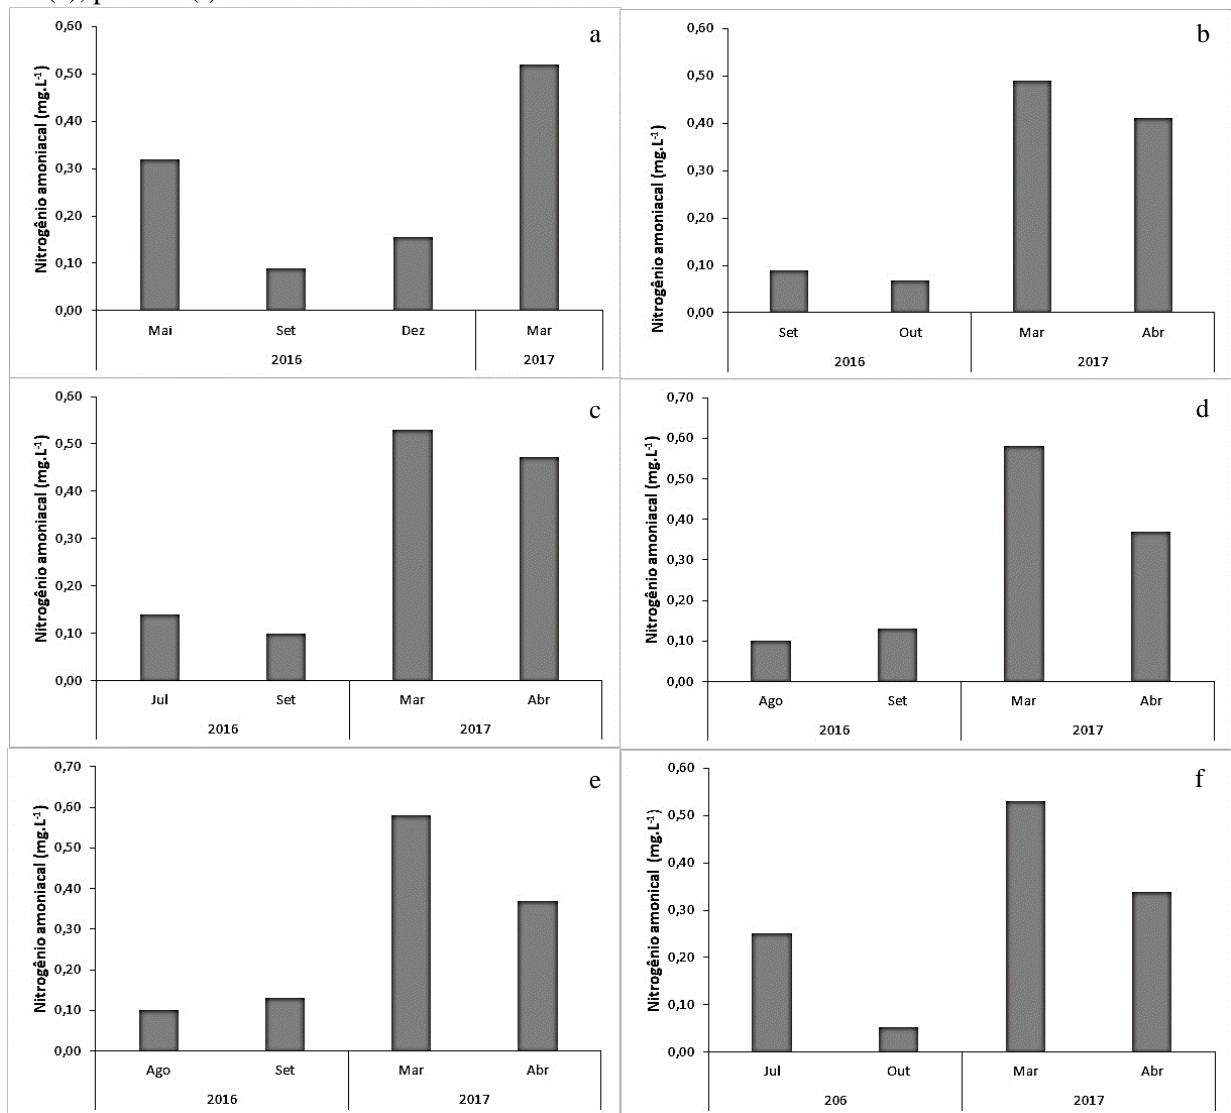 a
Nitrogênio amoniacal (mg.L-1)
0,60
0,50
0,40
0,30
0,20
0,10
0,00
Mai Set Dez Mar
2016 2017
b
Nitrogênio amoniacal (mg.L-1)
0,60
0,50
0,40
0,30
0,20
0,10
0,00
Set Out Mar Abr
2016 2017
c
Nitrogênio amoniacal (mg.L-1)
0,60
0,50
0,40
0,30
0,20
0,10
0,00
Jul Set Mar Abr
2016 2017
d
Nitrogênio amoniacal (mg.L-1)
0,70
0,60
0,50
0,40
0,30
0,20
0,10
0,00
Ago Set Mar Abr
2016 2017
e
Nitrogênio amoniacal (mg.L-1)
0,70
0,60
0,50
0,40
0,30
0,20
0,10
0,00
Ago Set Mar Abr
2016 2017
f
Nitrogênio amonical (mg.L-1)
0,60
0,50
0,40
0,30
0,20
0,10
0,00
Jul Out Mar Abr
206 2017